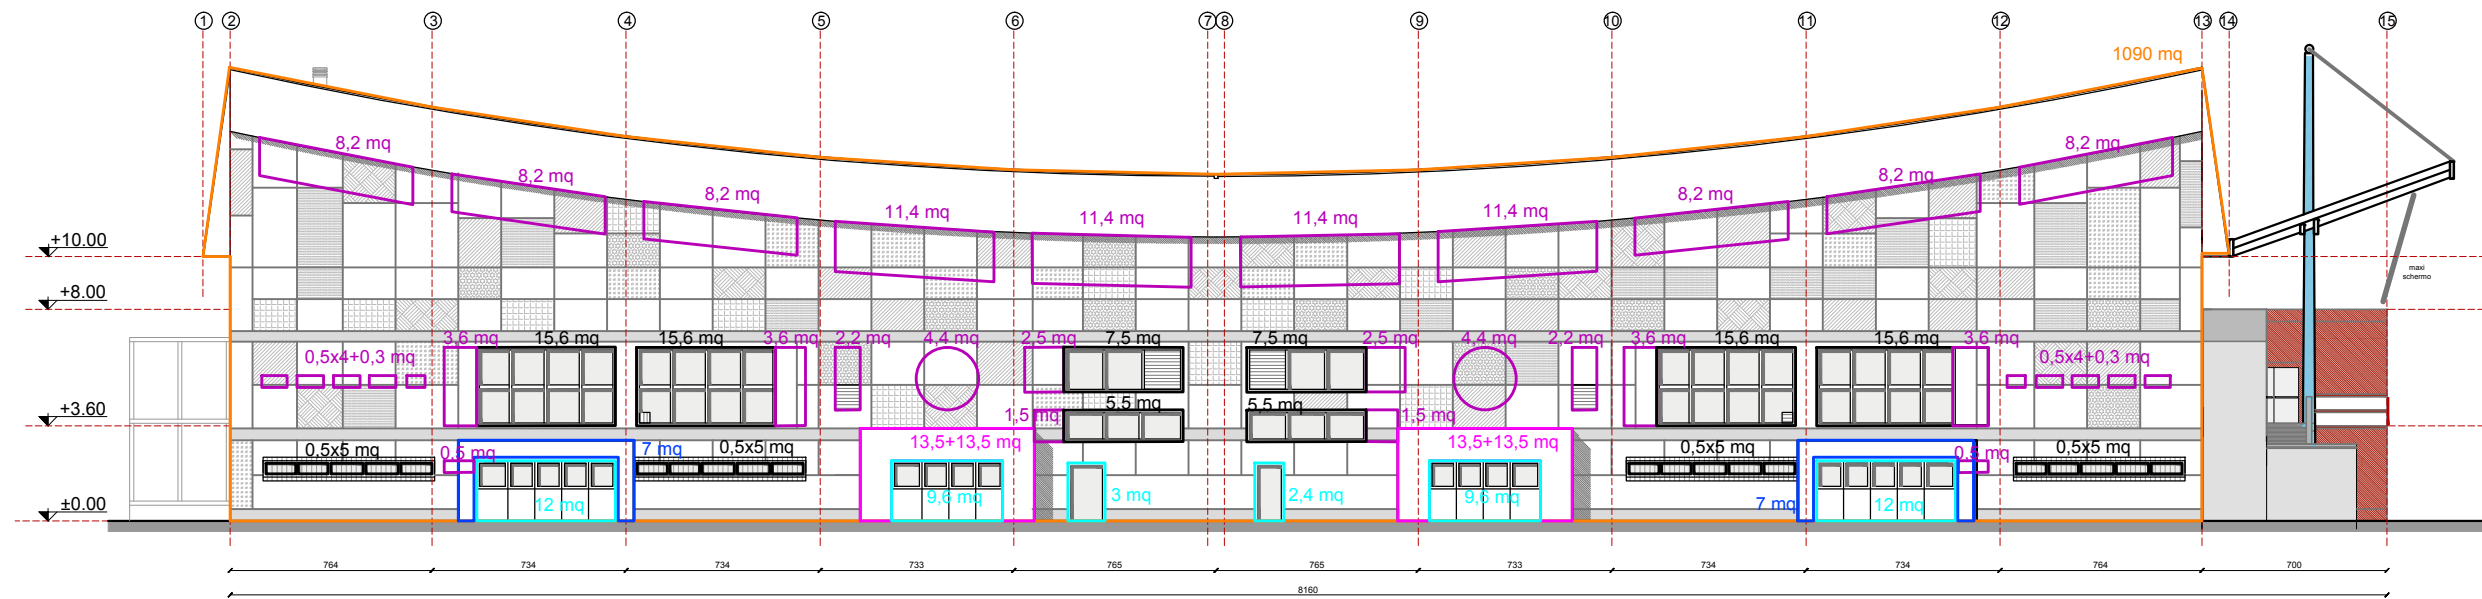 1 2 3 4 5 6 7 8 9 10 11 12 13 14 15
1090 mq
8,2 mq 8,2 mq
8,2 mq 8,2 mq
8,2 mq 8,2 mq
11,4 mq 11,4 mq 11,4 mq 11,4 mq
+10.00
maxi
schermo
+8.00
3,6 mq 15,6 mq 15,6 mq 3,6 mq 2,2 mq 4,4 mq 2,5 mq 7,5 mq 7,5 mq 2,5 mq 4,4 mq 2,2 mq 3,6 mq 15,6 mq 15,6 mq 3,6 mq
0,5x4+0,3 mq 0,5x4+0,3 mq
+3.60
1,5 mq 5,5 mq 5,5 mq 1,5 mq
0,5x5 mq 0,5 mq 7 mq 0,5x5 mq 13,5+13,5 mq 13,5+13,5 mq 0,5x5 mq 0,5 mq 0,5x5 mq
±0.00
12 mq 9,6 mq 3 mq 2,4 mq 9,6 mq 7 mq 12 mq
764 734 734 733 765 765 733 734 734 764 700
8160